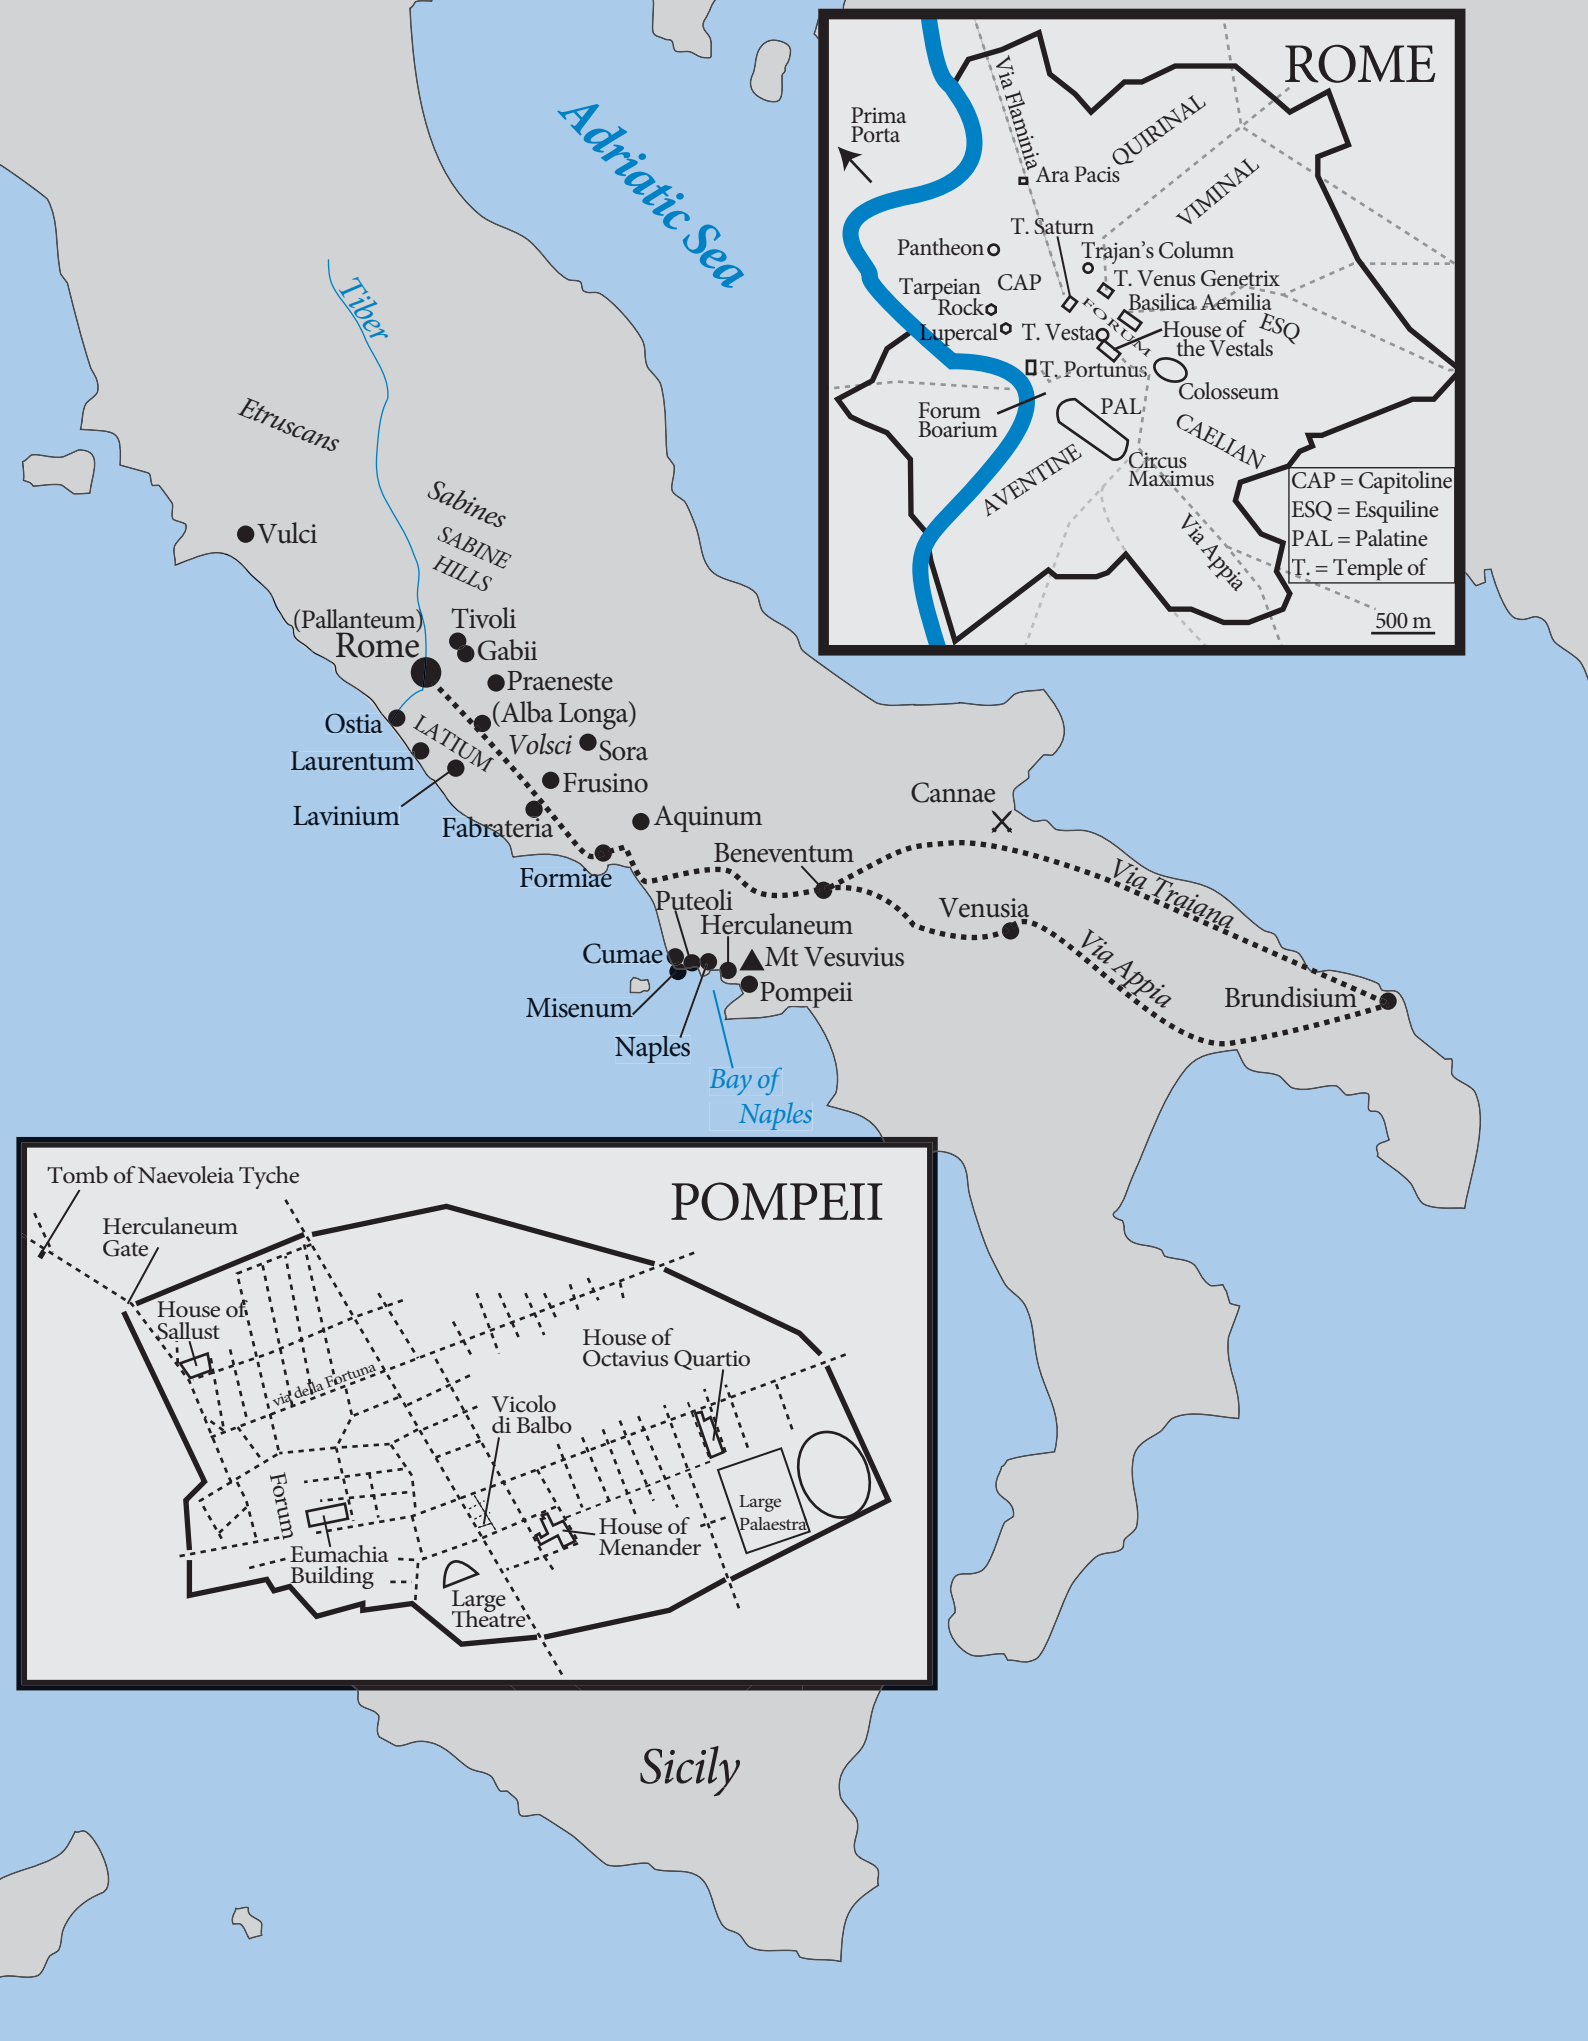 Adriatic Sea
Tiber
Etruscans
Sabines
SABINE
HILLS
Vulci
(Pallanteum)
Rome
Tivoli
Gabii
Praeneste
(Alba Longa)
Ostia
LATIUM
Volsci
Sora
Laurentum
Frusino
Lavinium
Fabrateria
Aquinum
Formiae
Cannae
Beneventum
Via Traiana
Puteoli
Venusia
Herculaneum
Cumae
Mt Vesuvius
Via Appia
Misenum
Pompeii
Brundisium
Naples
Bay of
Naples
Sicily
ROME
Prima
Porta
Via Flaminia
QUIRINAL
Ara Pacis
VIMINAL
T. Saturn
Pantheon
Trajan's Column
Tarpeian
Rock
CAP
T. Venus Genetrix
Basilica Aemilia
FORUM
ESQ
Lupercal
T. Vesta
House of
the Vestals
T. Portunus
Colosseum
Forum
Boarium
PAL
CAELIAN
AVENTINE
Circus
Maximus
Via Appia
CAP = Capitoline
ESQ = Esquiline
PAL = Palatine
T. = Temple of
500 m
POMPEII
Tomb of Naevoleia Tyche
Herculaneum
Gate
House of
Sallust
via della Fortuna
House of
Octavius Quartio
Vicolo
di Balbo
Forum
Large
Palaestra
House of
Menander
Eumachia
Building
Large
Theatre